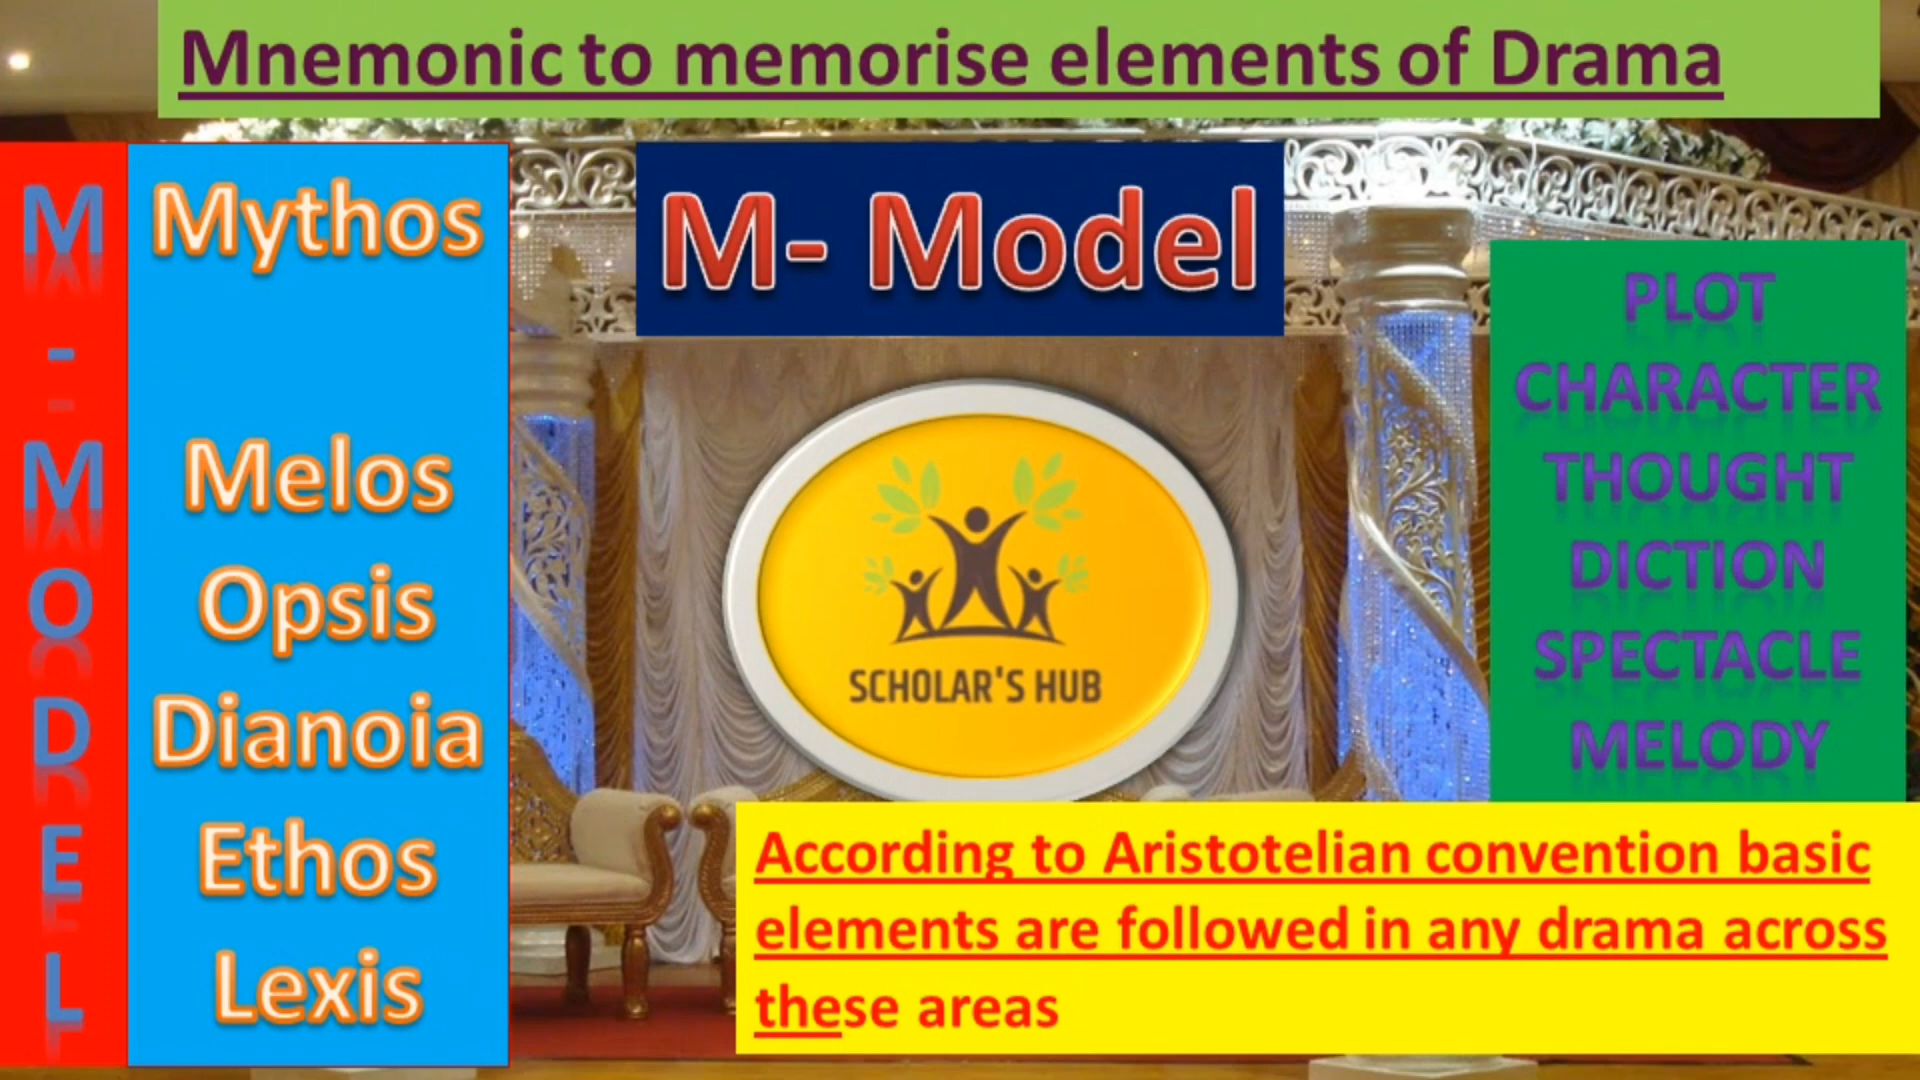 Mnemonic to memorise elements of Drama
M
-
M
O
D
E
L
Mythos
Melos
Opsis
Dianoia
Ethos
Lexis
M- Model
SCHOLAR'S HUB
PLOT
CHARACTER
THOUGHT
DICTION
SPECTACLE
MELODY
According to Aristotelian convention basic
elements are followed in any drama across
these areas